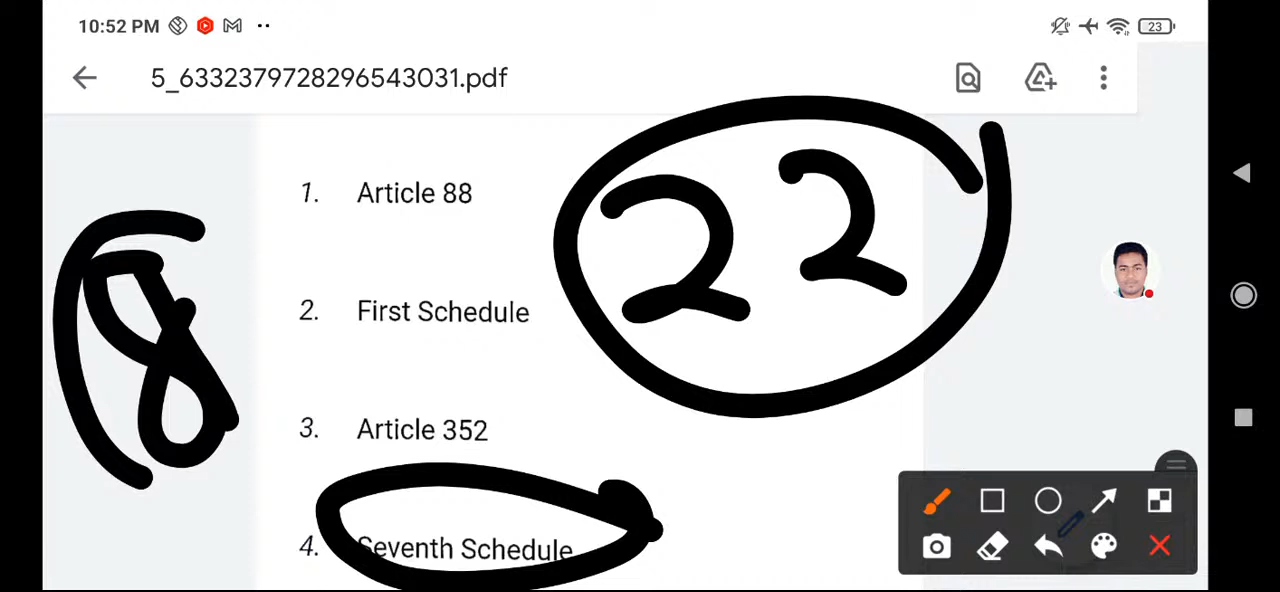 10:52 PM
23
5_6332379728296543031.pdf
1. Article 88
22
8
2. First Schedule
3. Article 352
4. Seventh Schedule